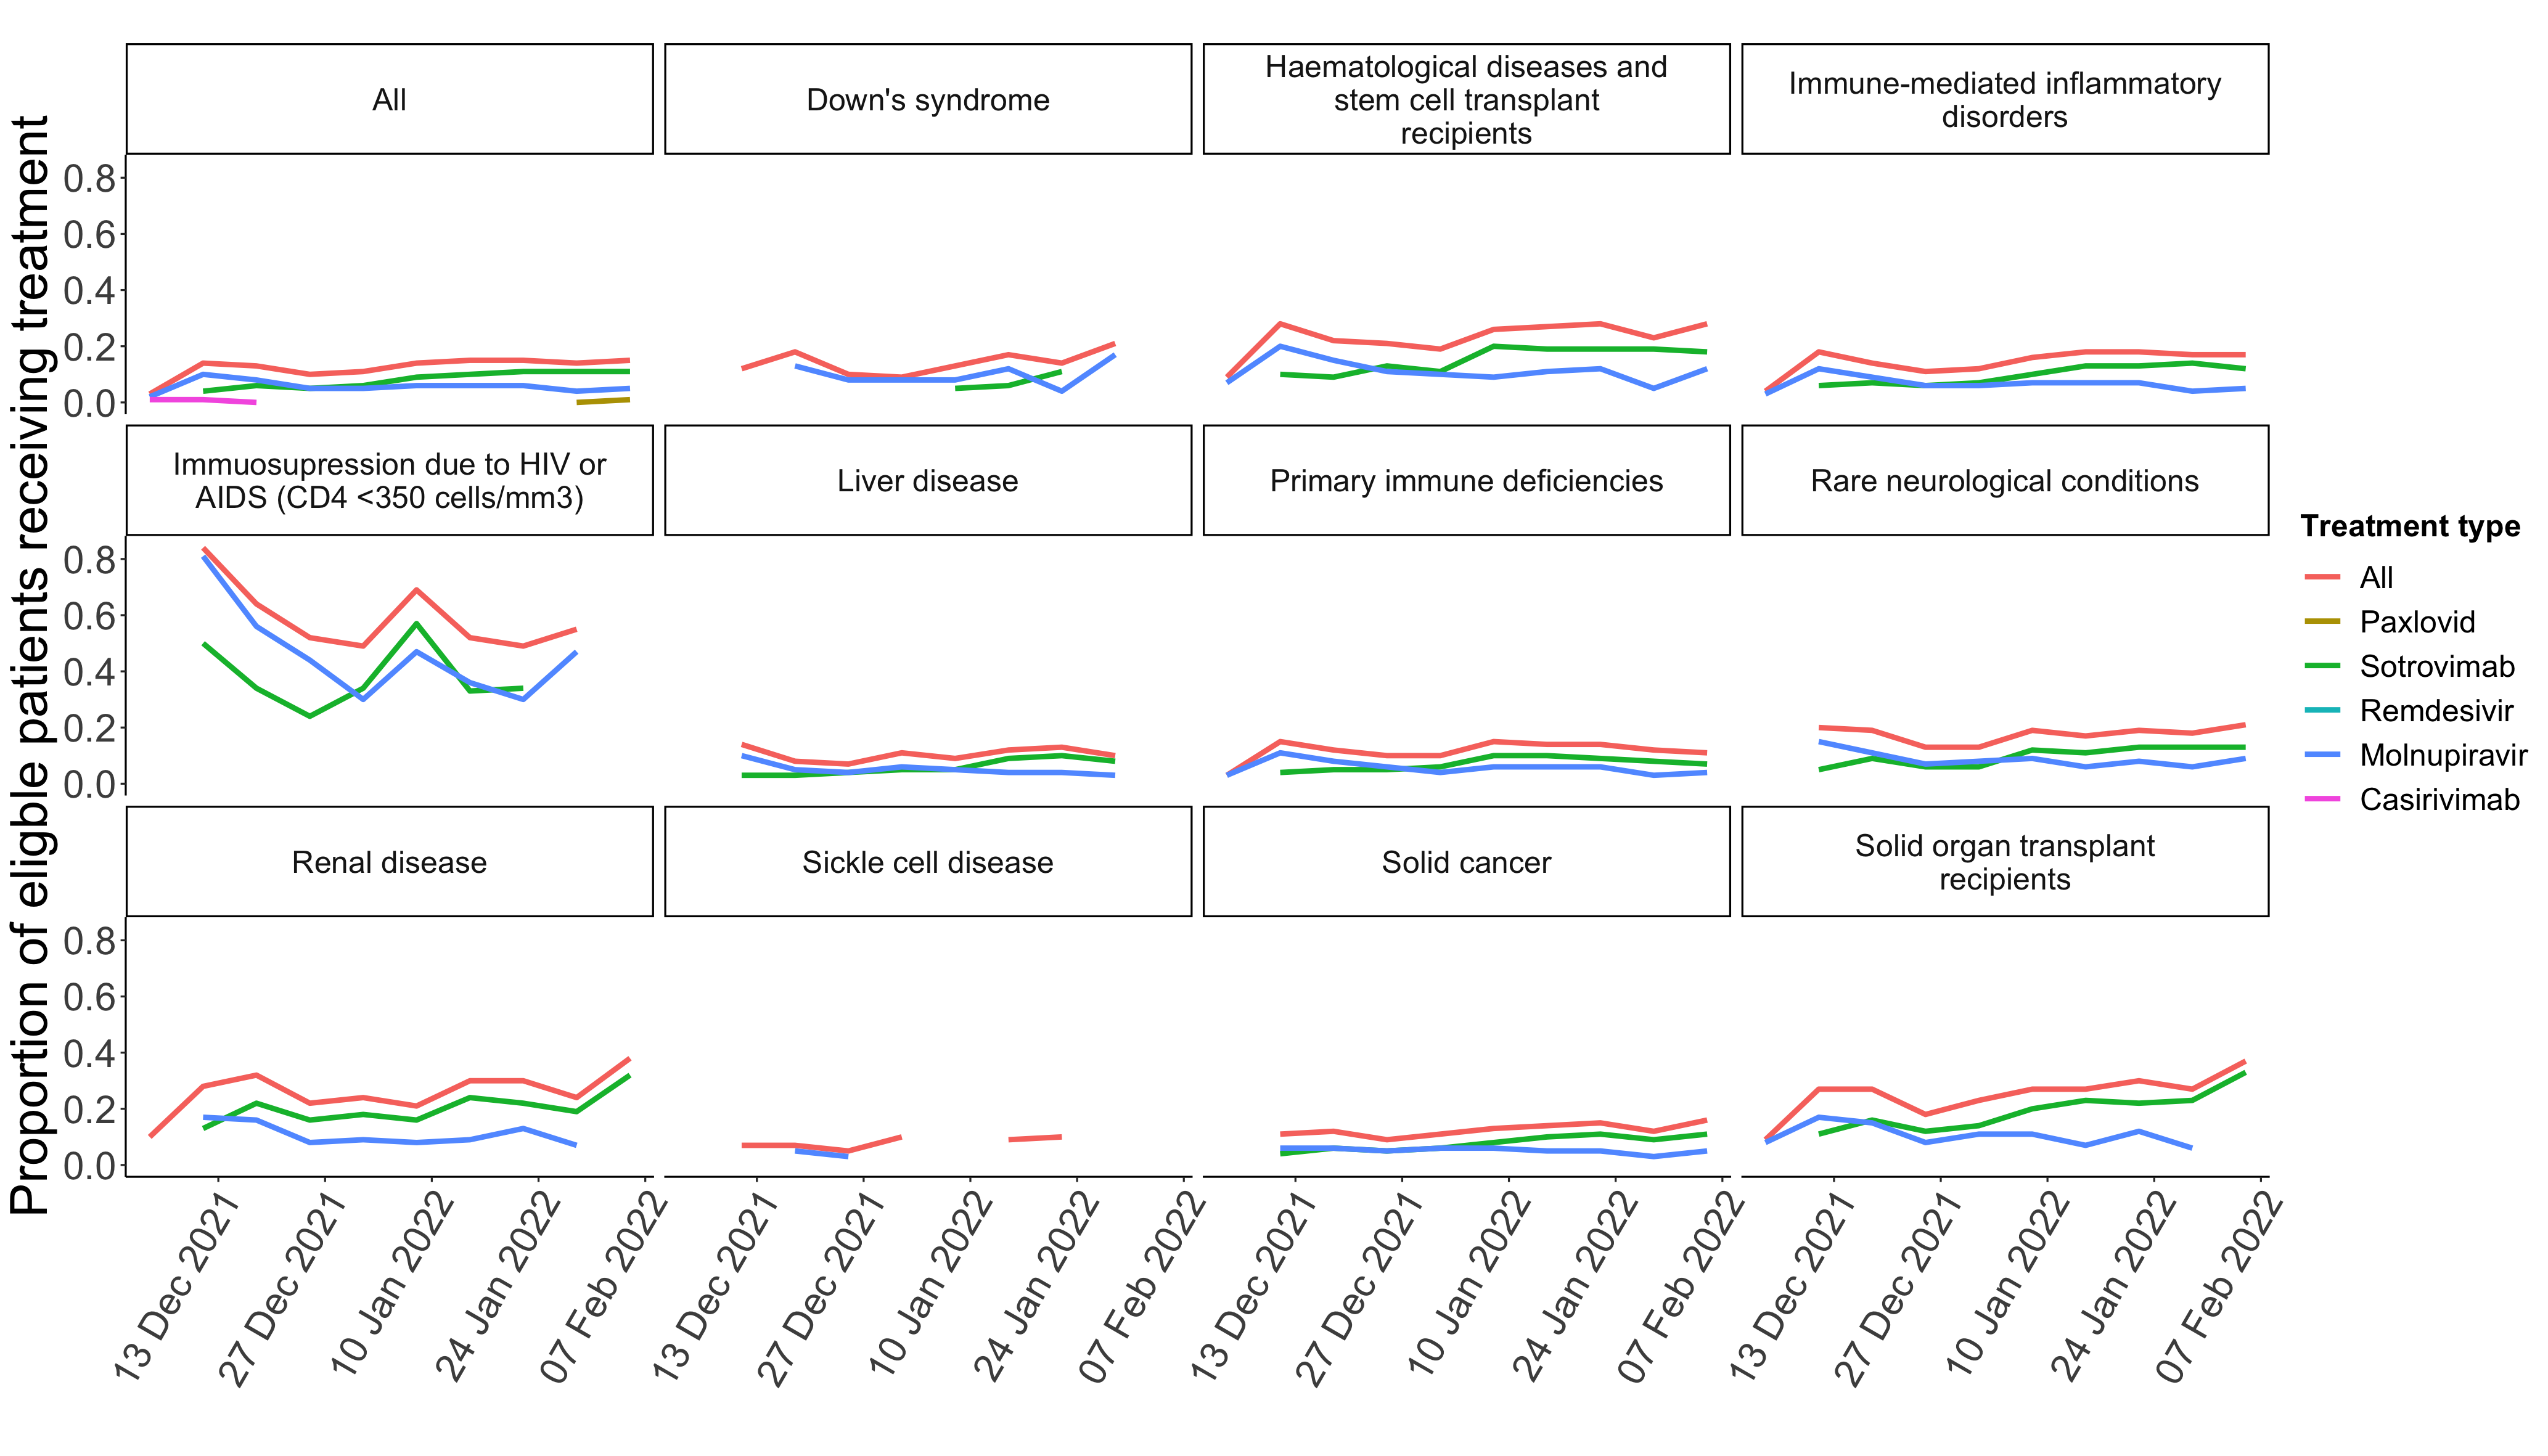 All
Down's syndrome
Haematological diseases and
stem cell transplant
recipients
Immune-mediated inflammatory
disorders
Proportion of eligble patients receiving treatment
0.8
0.6
0.4
0.2
0.0
Immuosupression due to HIV or
AIDS (CD4 <350 cells/mm3)
Liver disease
Primary immune deficiencies
Rare neurological conditions
0.8
0.6
0.4
0.2
0.0
Renal disease
Sickle cell disease
Solid cancer
Solid organ transplant
recipients
0.8
0.6
0.4
0.2
0.0
13 Dec 2021
27 Dec 2021
10 Jan 2022
24 Jan 2022
07 Feb 2022
13 Dec 2021
27 Dec 2021
10 Jan 2022
24 Jan 2022
07 Feb 2022
13 Dec 2021
27 Dec 2021
10 Jan 2022
24 Jan 2022
07 Feb 2022
13 Dec 2021
27 Dec 2021
10 Jan 2022
24 Jan 2022
07 Feb 2022
Treatment type
All
Paxlovid
Sotrovimab
Remdesivir
Molnupiravir
Casirivimab